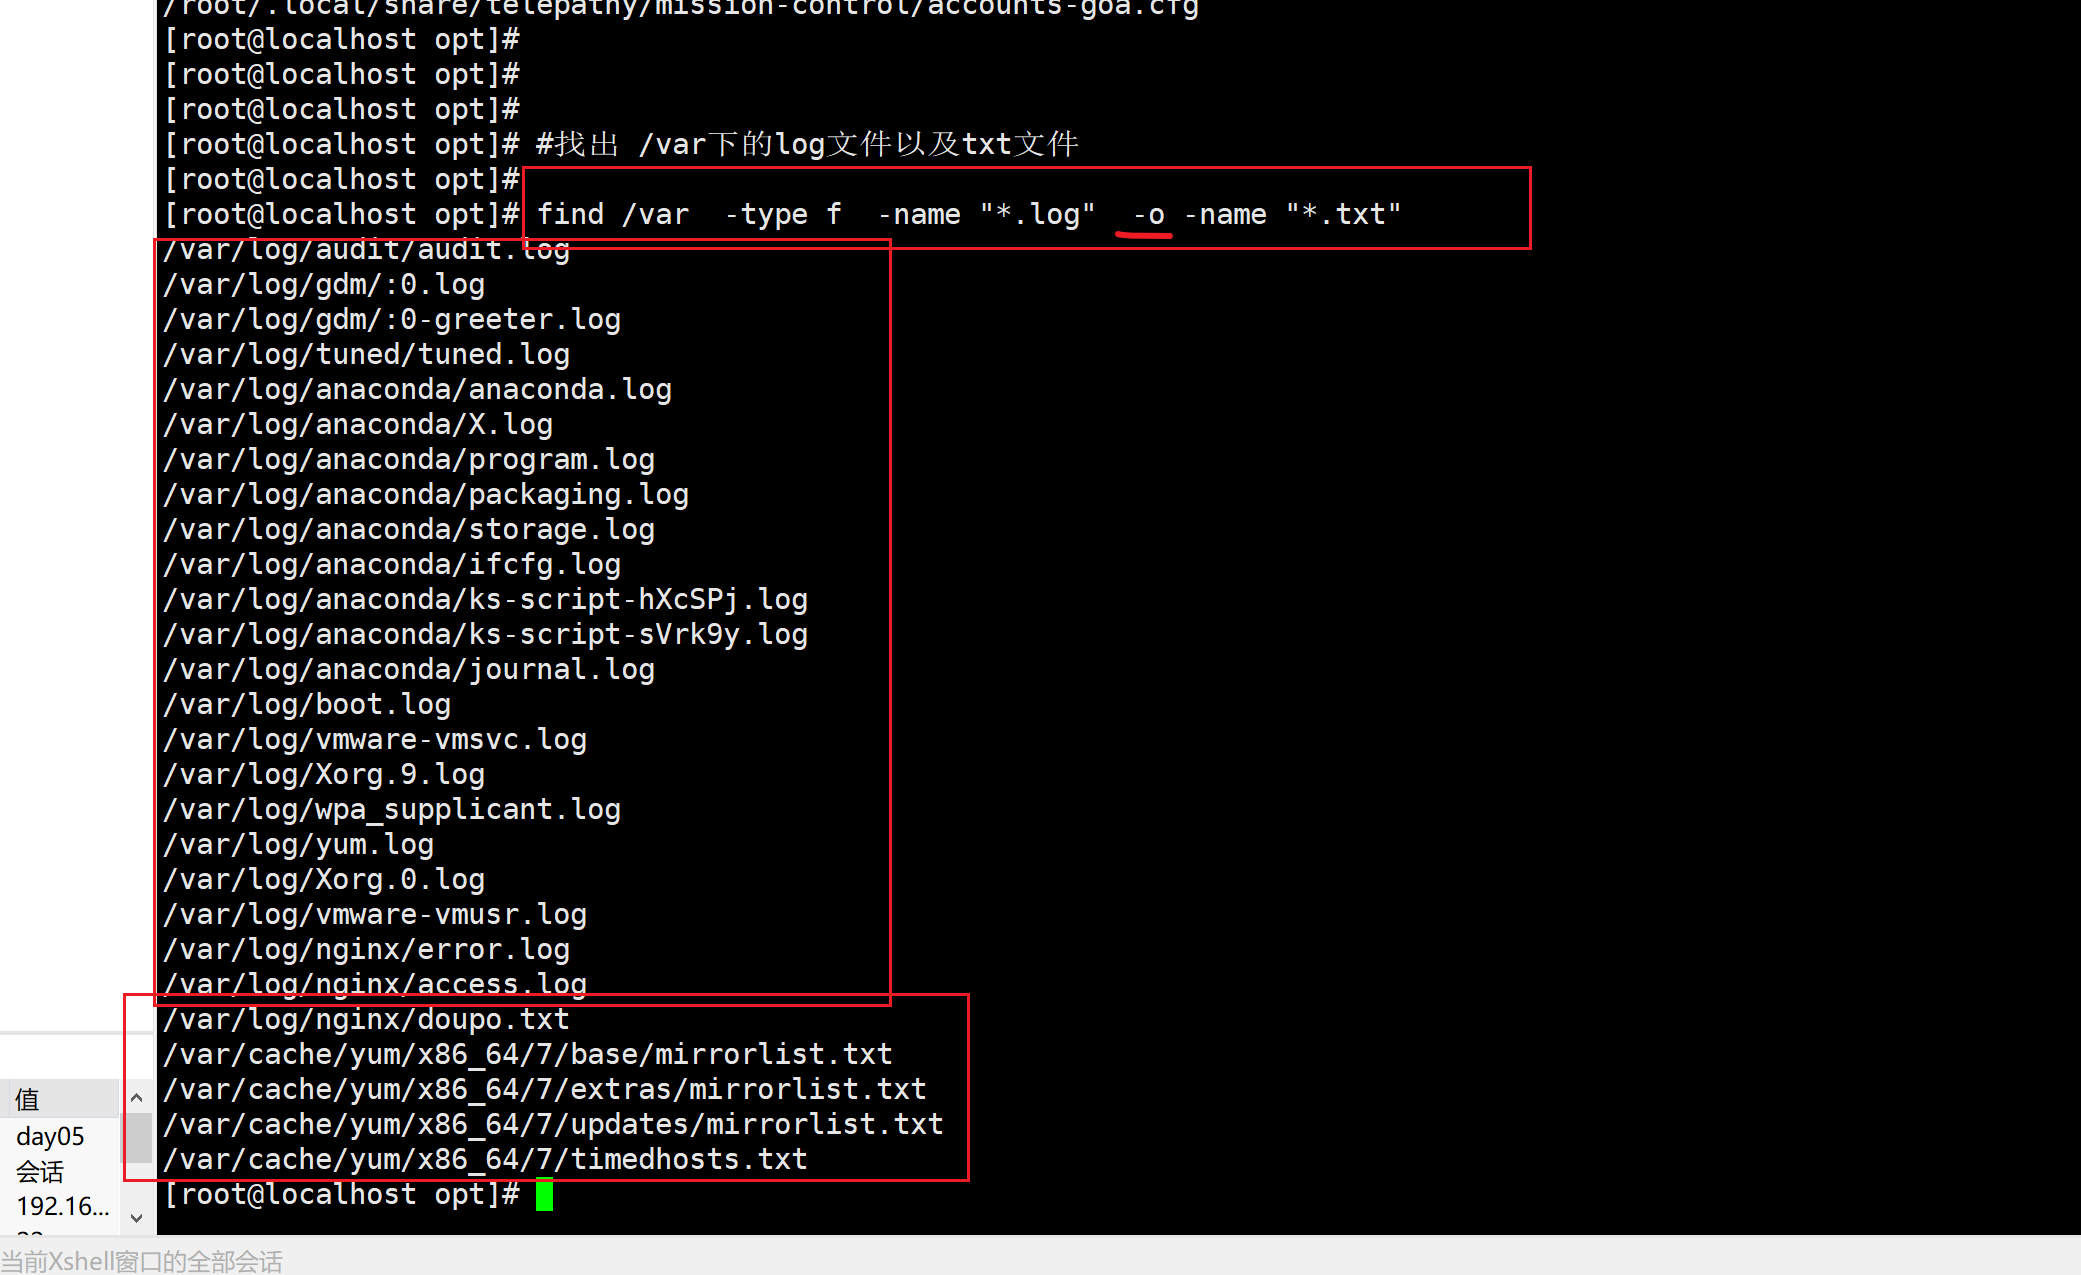 /root/.local/share/telepathy/mission-control/accounts-goa.cfg
[root@localhost opt]#
[root@localhost opt]#
[root@localhost opt]#
[root@localhost opt]# #找出 /var下的log文件以及txt文件
[root@localhost opt]#
[root@localhost opt]# find /var  -type f  -name "*.log"  -o -name "*.txt"
/var/log/audit/audit.log
/var/log/gdm/:0.log
/var/log/gdm/:0-greeter.log
/var/log/tuned/tuned.log
/var/log/anaconda/anaconda.log
/var/log/anaconda/X.log
/var/log/anaconda/program.log
/var/log/anaconda/packaging.log
/var/log/anaconda/storage.log
/var/log/anaconda/ifcfg.log
/var/log/anaconda/ks-script-hXcSPj.log
/var/log/anaconda/ks-script-sVrk9y.log
/var/log/anaconda/journal.log
/var/log/boot.log
/var/log/vmware-vmsvc.log
/var/log/Xorg.9.log
/var/log/wpa_supplicant.log
/var/log/yum.log
/var/log/Xorg.0.log
/var/log/vmware-vmusr.log
/var/log/nginx/error.log
/var/log/nginx/access.log
/var/log/nginx/doupo.txt
/var/cache/yum/x86_64/7/base/mirrorlist.txt
/var/cache/yum/x86_64/7/extras/mirrorlist.txt
/var/cache/yum/x86_64/7/updates/mirrorlist.txt
/var/cache/yum/x86_64/7/timedhosts.txt
[root@localhost opt]#
值
day05
会话
192.16...
当前Xshell窗口的全部会话